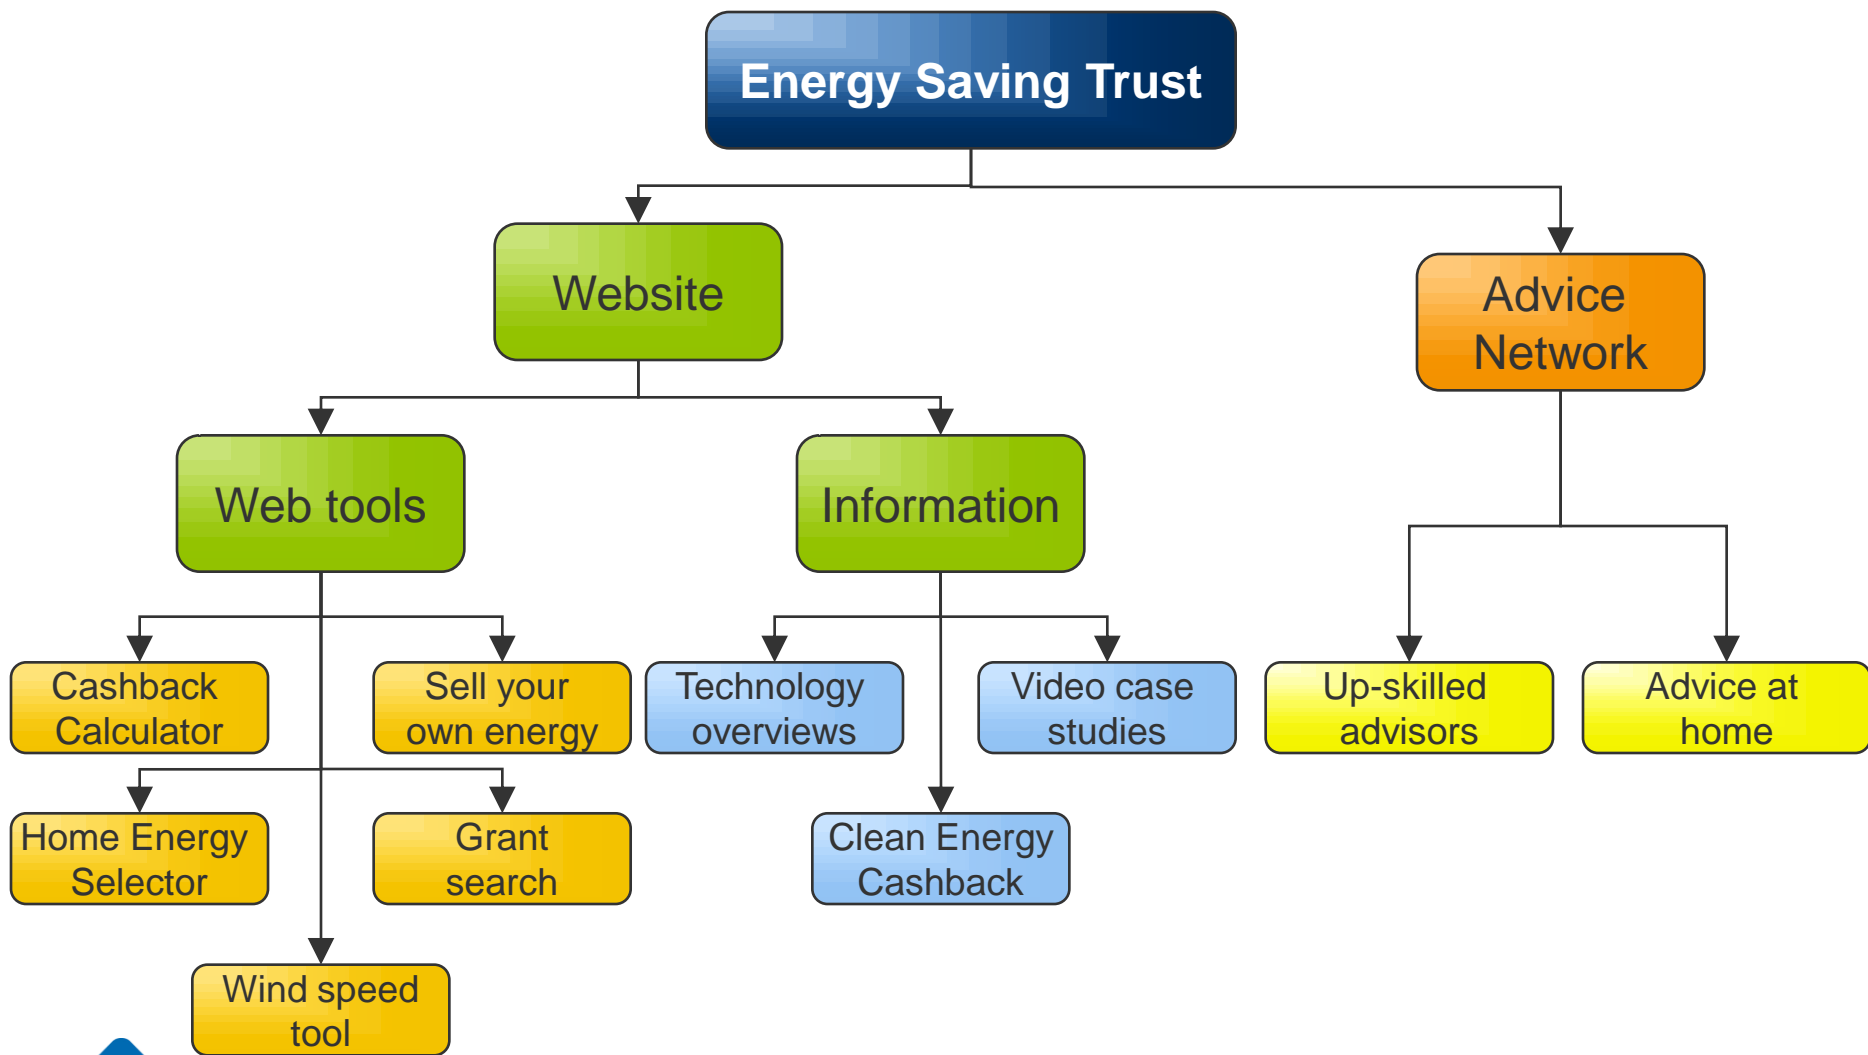 Energy Saving Trust
Website
Advice
Network
Web tools
Information
Cashback
Calculator
Sell your
own energy
Technology
overviews
Video case
studies
Up-skilled
advisors
Advice at
home
Home Energy
Selector
Grant
search
Clean Energy
Cashback
Wind speed
tool